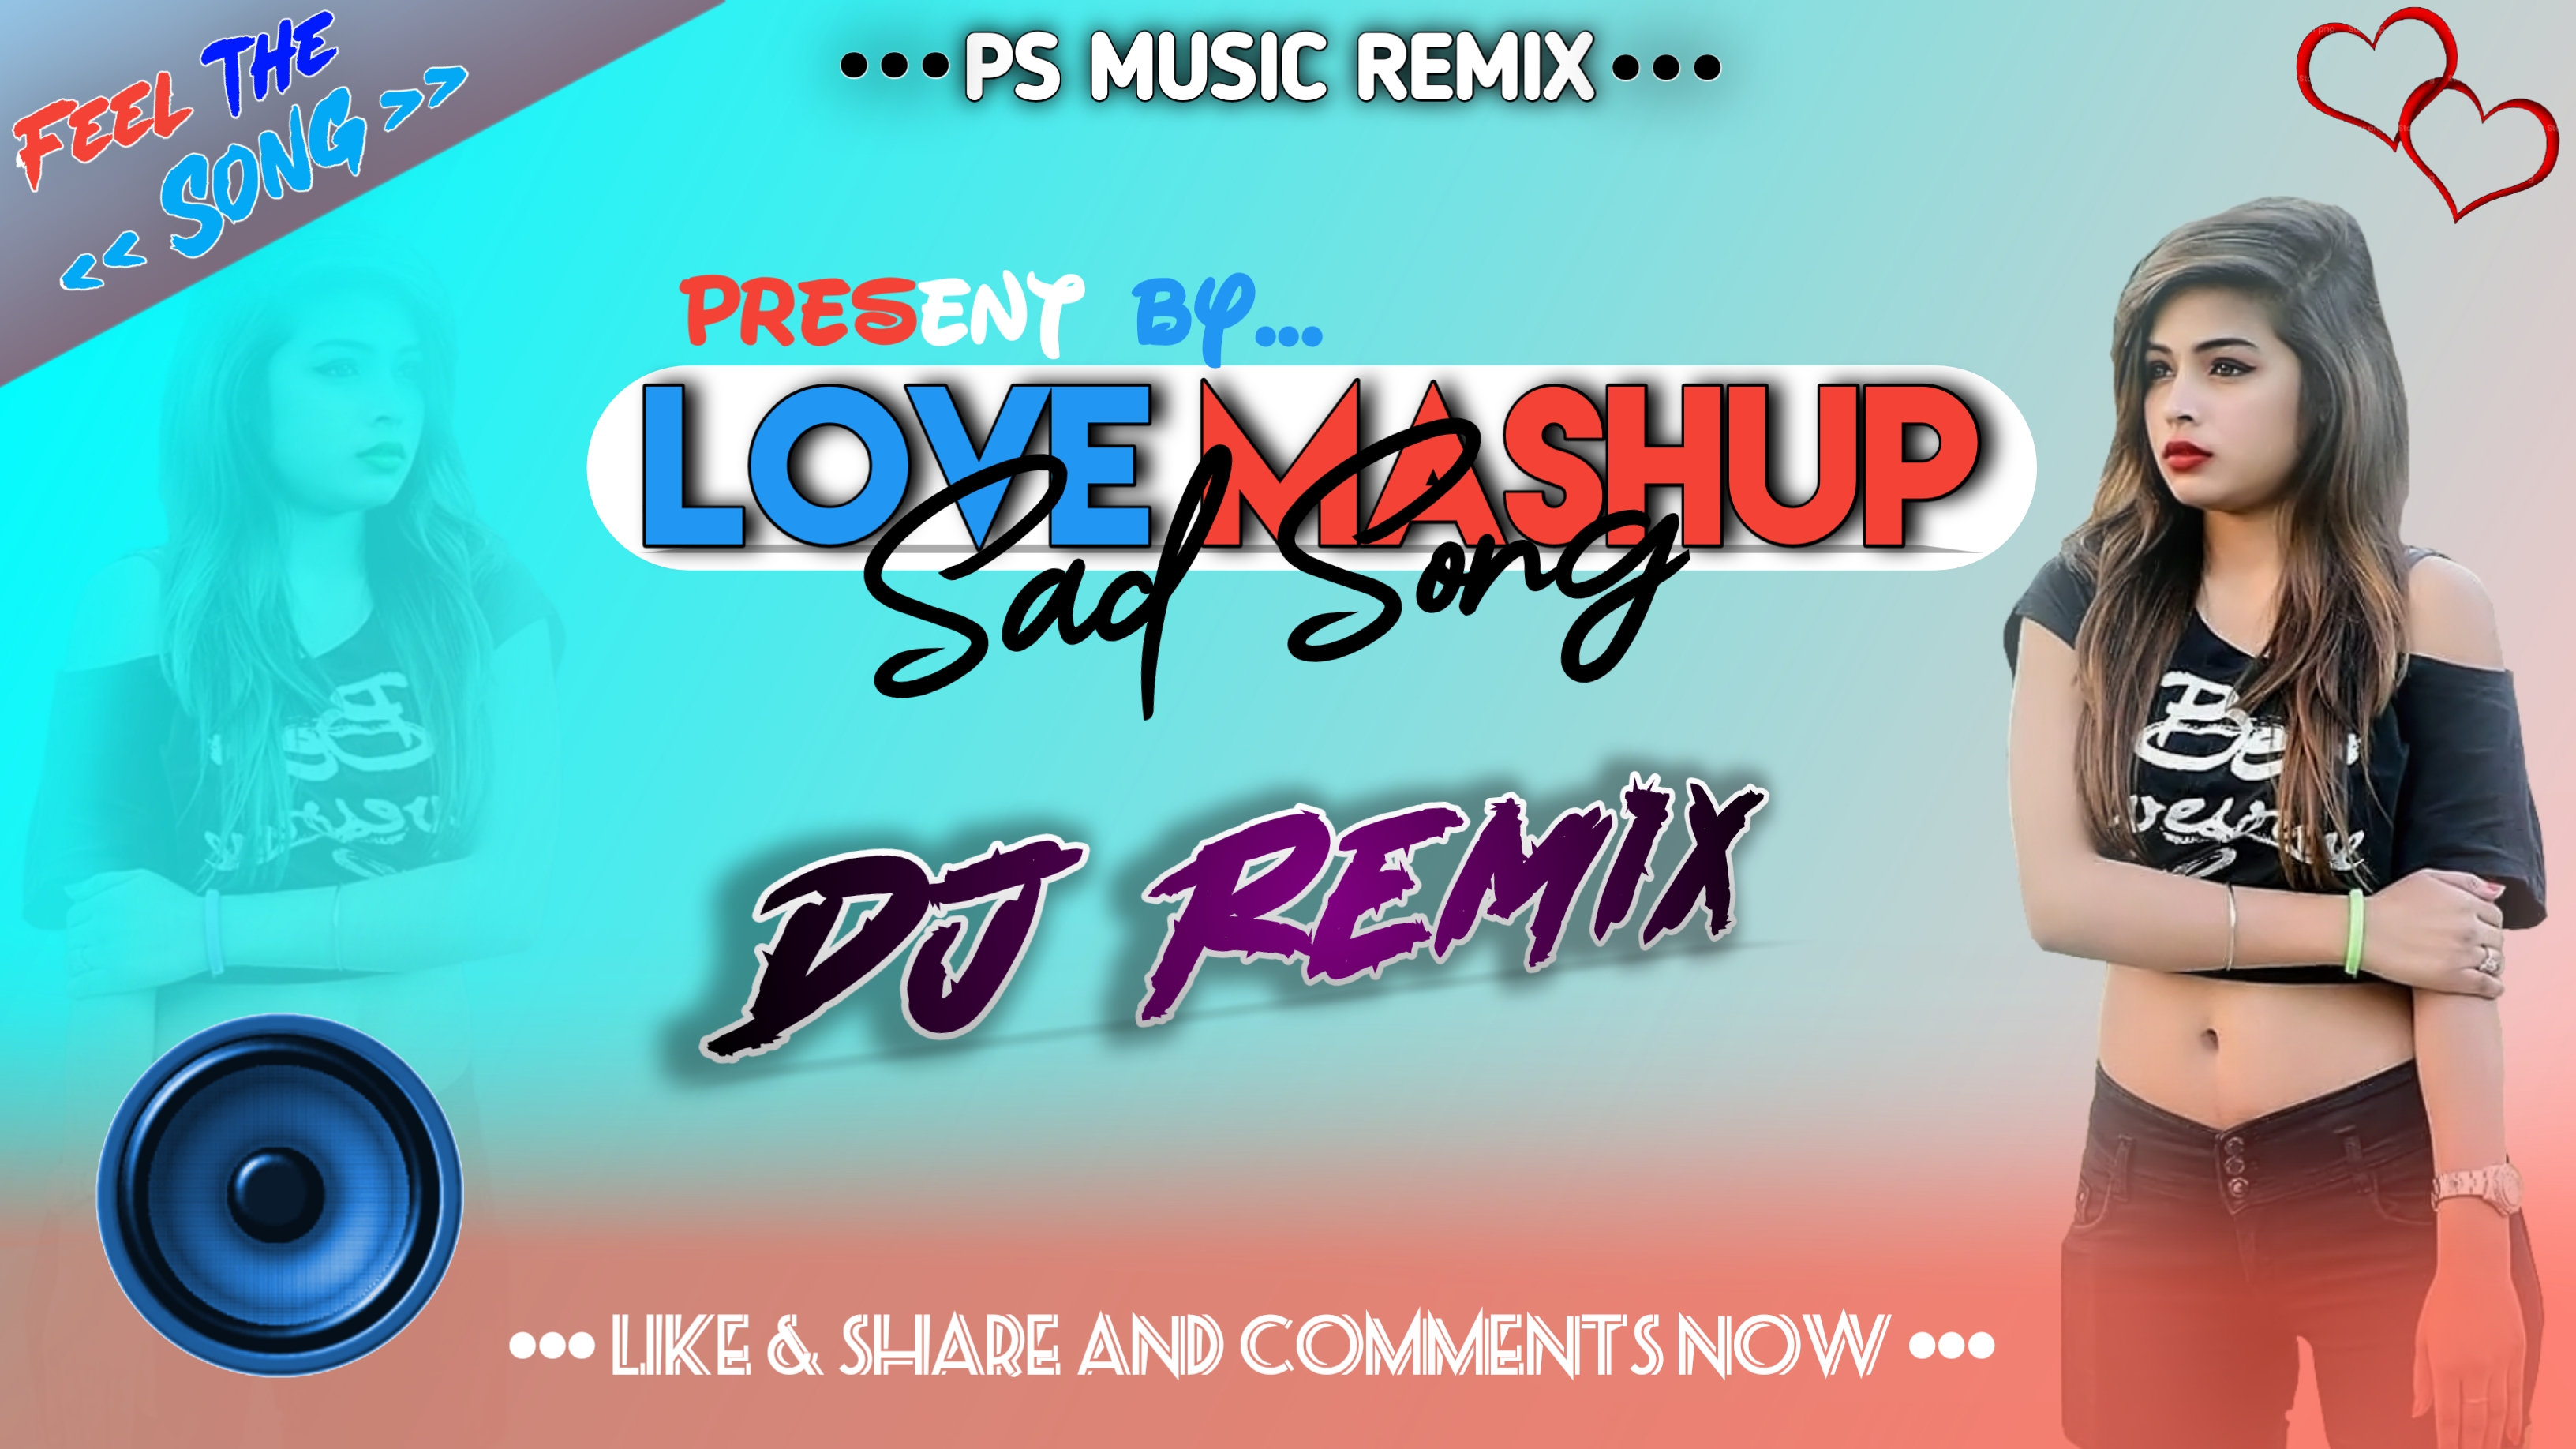 FEEL THE
<< SONG >>
•••PS MUSIC REMIX•••
PRESENT BY...
LOVE MASHUP
Sad Song
DJ REMIX
••• LIKE & SHARE AND COMMENTS NOW •••